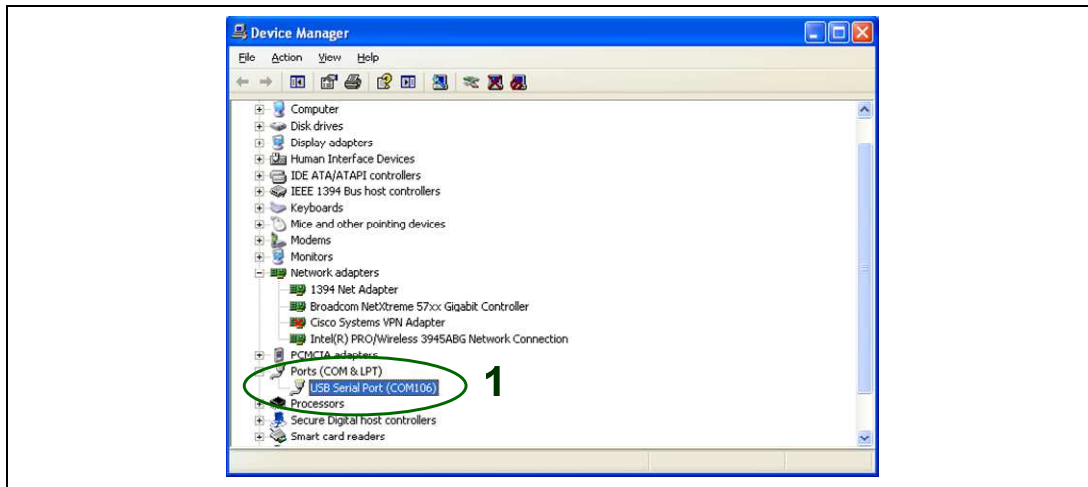 Device Manager
File Action View Help
Computer
Disk drives
Display adapters
Human Interface Devices
IDE ATA/ATAPI controllers
IEEE 1394 Bus host controllers
Keyboards
Mice and other pointing devices
Modems
Monitors
Network adapters
1394 Net Adapter
Broadcom NetXtreme 57xx Gigabit Controller
Cisco Systems VPN Adapter
Intel(R) PRO/Wireless 3945ABG Network Connection
PCMCIA adapters
Ports (COM & LPT)
USB Serial Port (COM106)
1
Processors
Secure Digital host controllers
Smart card readers